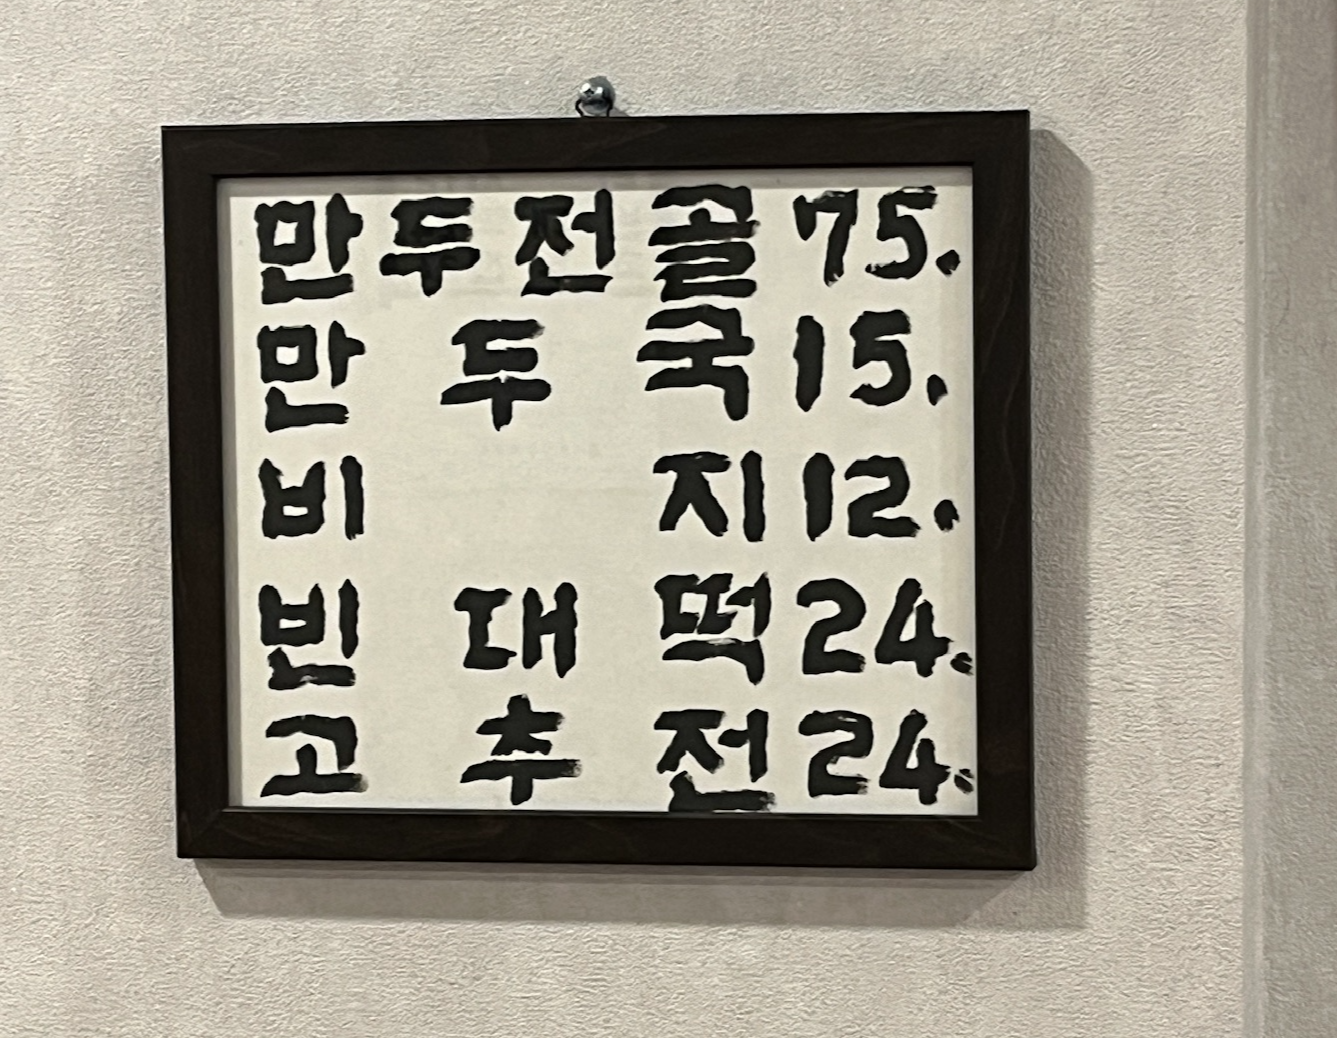 만두전골 75.
만두국 15.
비지 12.
빈대떡 24.
고추전 24.